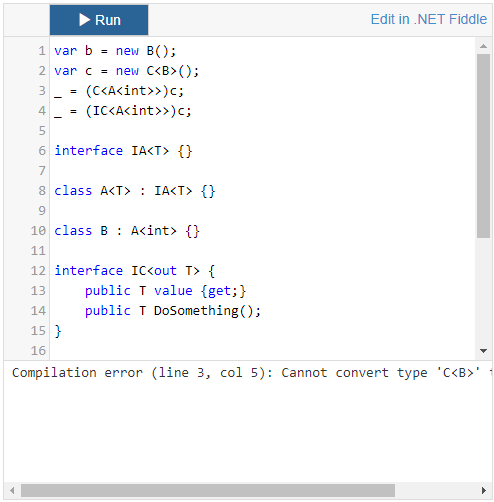 Run
Edit in .NET Fiddle
1 var b = new B();
2 var c = new C<B>();
3 _ = (C<A<int>>)c;
4 _ = (IC<A<int>>)c;
5
6 interface IA<T> {}
7
8 class A<T> : IA<T> {}
9
10 class B : A<int> {}
11
12 interface IC<out T> {
13     public T value {get;}
14     public T DoSomething();
15 }
16
Compilation error (line 3, col 5): Cannot convert type 'C<B>'